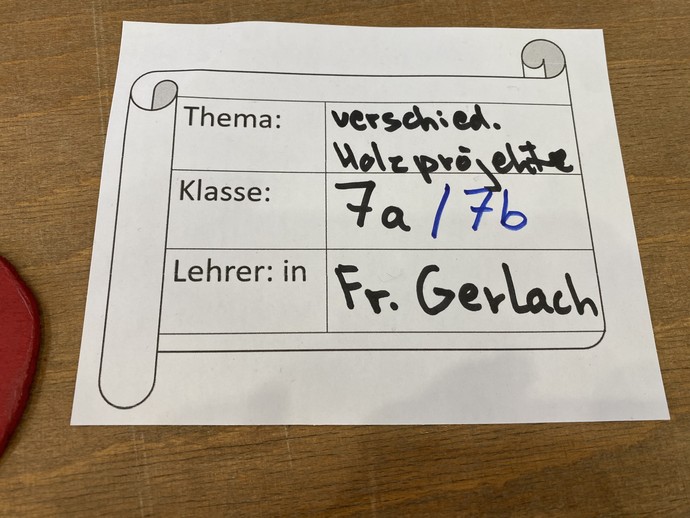 Thema: verschied.
Holzprojekte
Klasse: 7a / 7b
Lehrer: in Fr. Gerlach